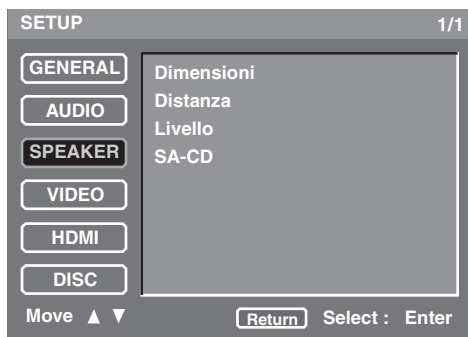 SETUP 1/1
GENERAL
AUDIO
SPEAKER
VIDEO
HDMI
DISC
Dimensioni
Distanza
Livello
SA-CD
Move ▲ ▼ Return Select : Enter